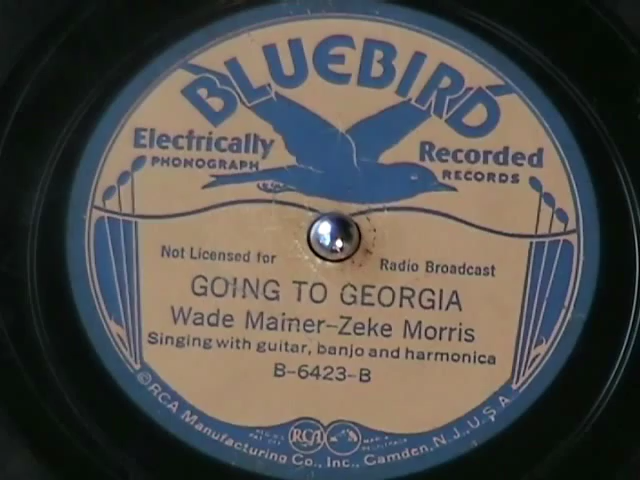 BLUEBIRD
Electrically Recorded
PHONOGRAPH RECORDS
Not Licensed for Radio Broadcast
GOING TO GEORGIA
Wade Mainer-Zeke Morris
Singing with guitar, banjo and harmonica
B-6423-B
RCA
©RCA Manufacturing Co., Inc., Camden, N.J., U.S.A.